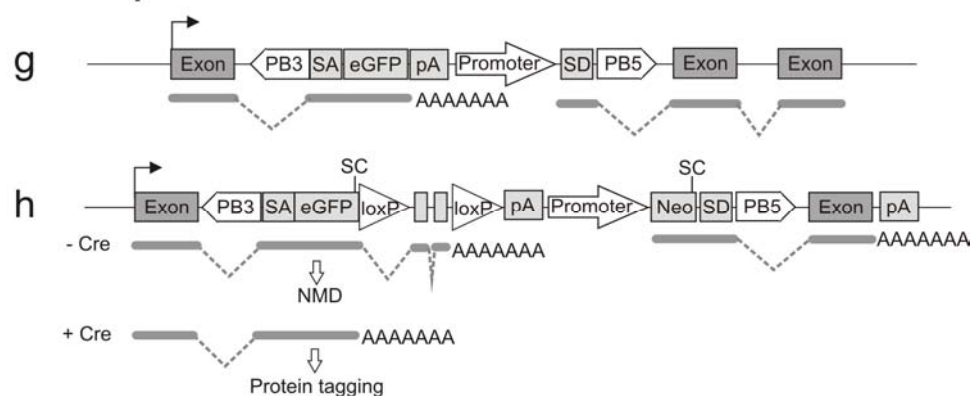 g
Exon PB3 SA eGFP pA Promoter SD PB5 Exon Exon
AAAAAAA
SC SC
h
Exon PB3 SA eGFP loxP loxP pA Promoter Neo SD PB5 Exon pA
- Cre AAAAAAA AAAAAAA
NMD
+ Cre AAAAAAA
Protein tagging